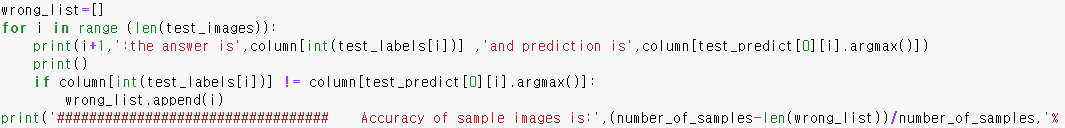 wrong_list=[]
for i in range (len(test_images)):
    print(i+1,':the answer is',column[int(test_labels[i])] ,'and prediction is',column[test_predict[0][i].argmax()])
    print()
    if column[int(test_labels[i])] != column[test_predict[0][i].argmax()]:
        wrong_list.append(i)
print('##################################    Accuracy of sample images is:',(number_of_samples-len(wrong_list))/number_of_samples,'%